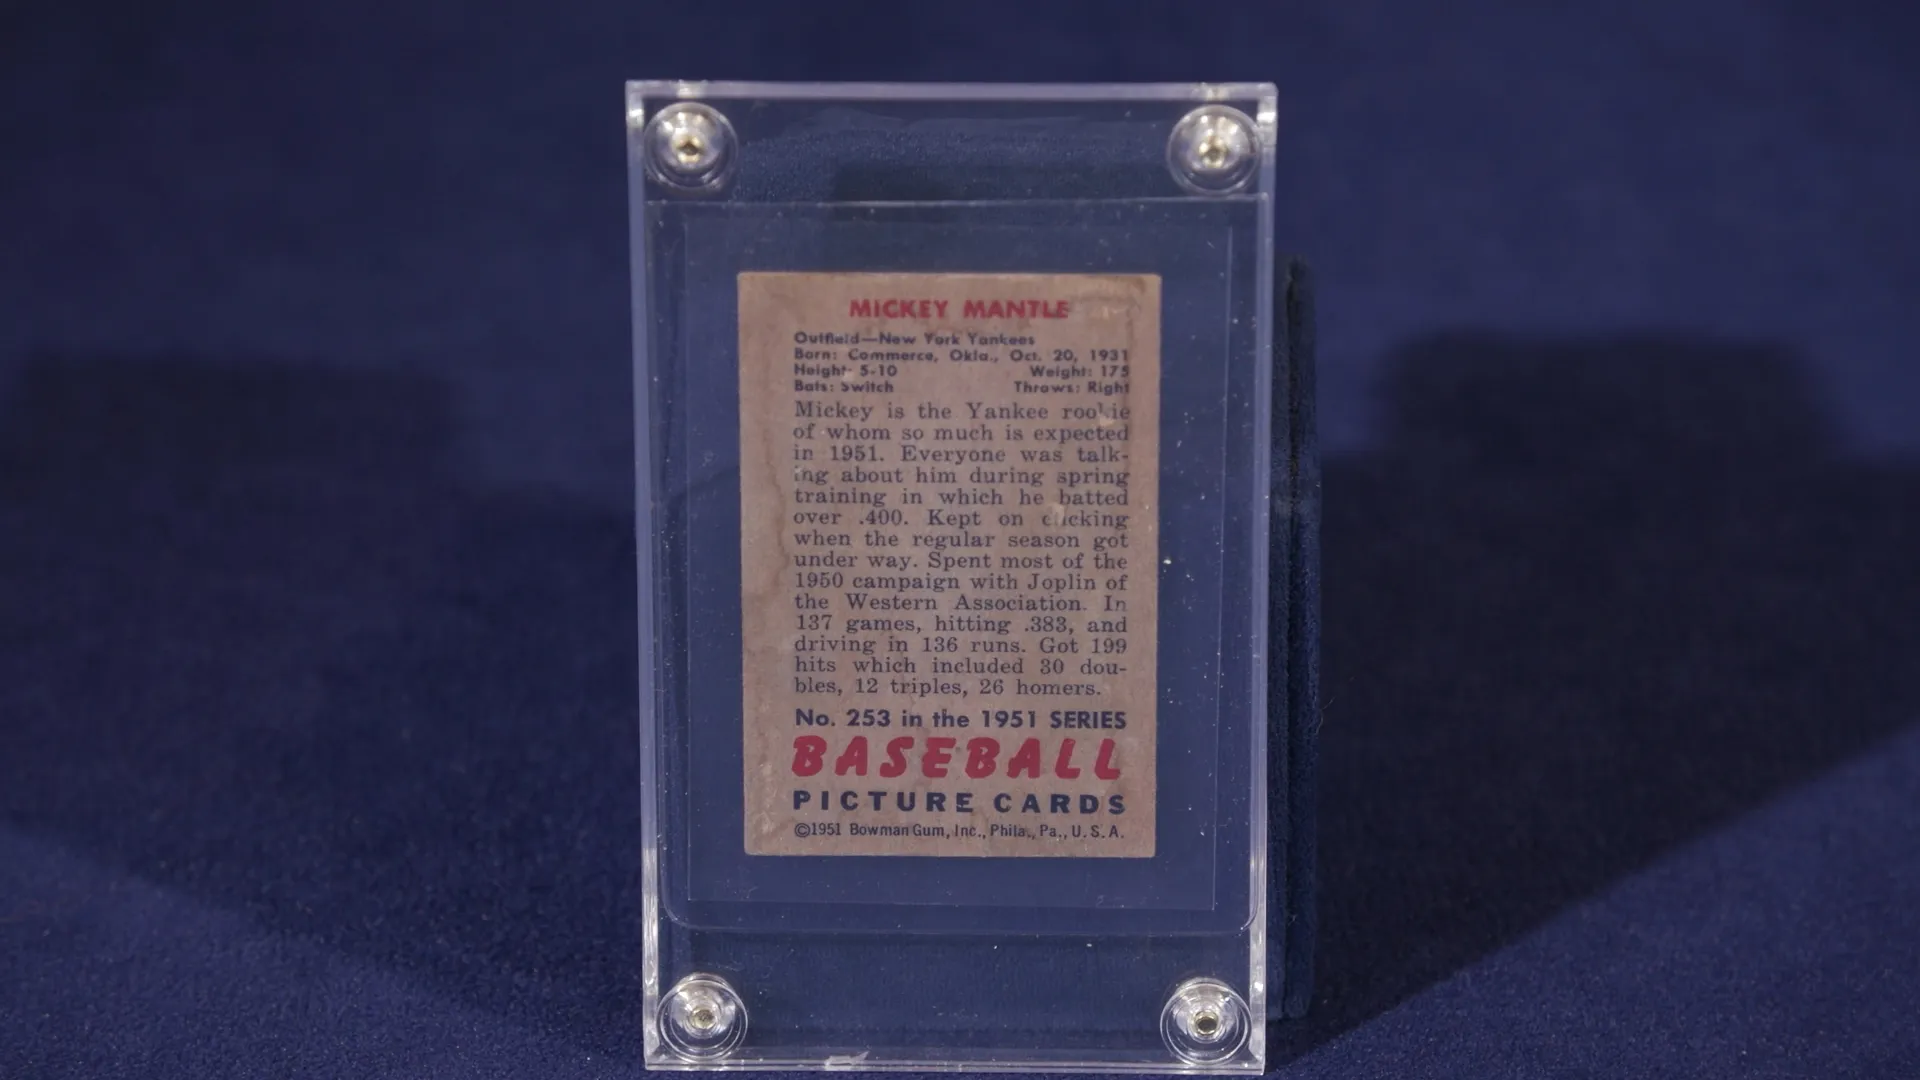 MICKEY MANTLE
Outfield—New York Yankees
Born: Commerce, Okla., Oct. 20, 1931
Height: 5-10 Weight: 175
Bats: Switch Throws: Right
Mickey is the Yankee rookie
of whom so much is expected
in 1951. Everyone was talk-
ing about him during spring
training in which he batted
over .400. Kept on clicking
when the regular season got
under way. Spent most of the
1950 campaign with Joplin of
the Western Association. In
137 games, hitting .383, and
driving in 136 runs. Got 199
hits which included 30 dou-
bles, 12 triples, 26 homers.
No. 253 in the 1951 SERIES
BASEBALL
PICTURE CARDS
©1951 Bowman Gum, Inc., Phila., Pa., U.S.A.